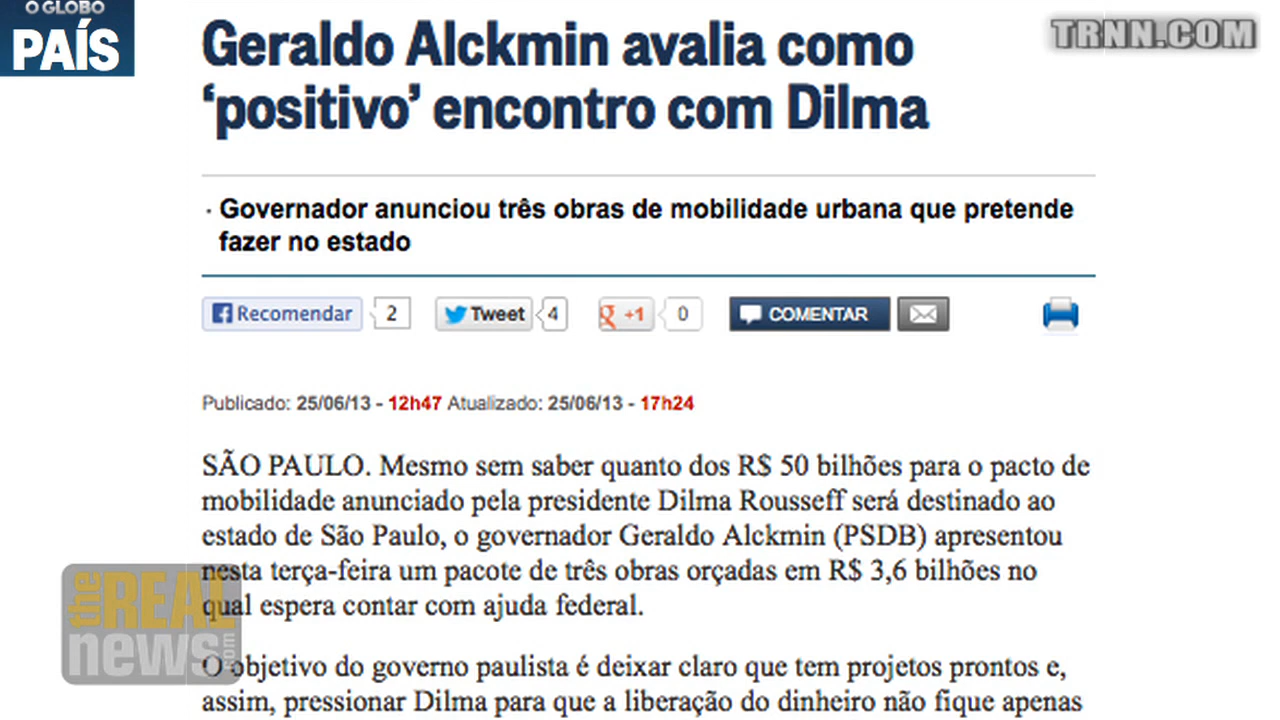 O GLOBO
PAÍS
TRNN.COM
Geraldo Alckmin avalia como
‘positivo’ encontro com Dilma
· Governador anunciou três obras de mobilidade urbana que pretende
fazer no estado
Recomendar 2 Tweet 4 +1 0 COMENTAR
Publicado: 25/06/13 - 12h47 Atualizado: 25/06/13 - 17h24
SÃO PAULO. Mesmo sem saber quanto dos R$ 50 bilhões para o pacto de
mobilidade anunciado pela presidente Dilma Rousseff será destinado ao
estado de São Paulo, o governador Geraldo Alckmin (PSDB) apresentou
nesta terça-feira um pacote de três obras orçadas em R$ 3,6 bilhões no
qual espera contar com ajuda federal.
O objetivo do governo paulista é deixar claro que tem projetos prontos e,
assim, pressionar Dilma para que a liberação do dinheiro não fique apenas
the REAL
news.com